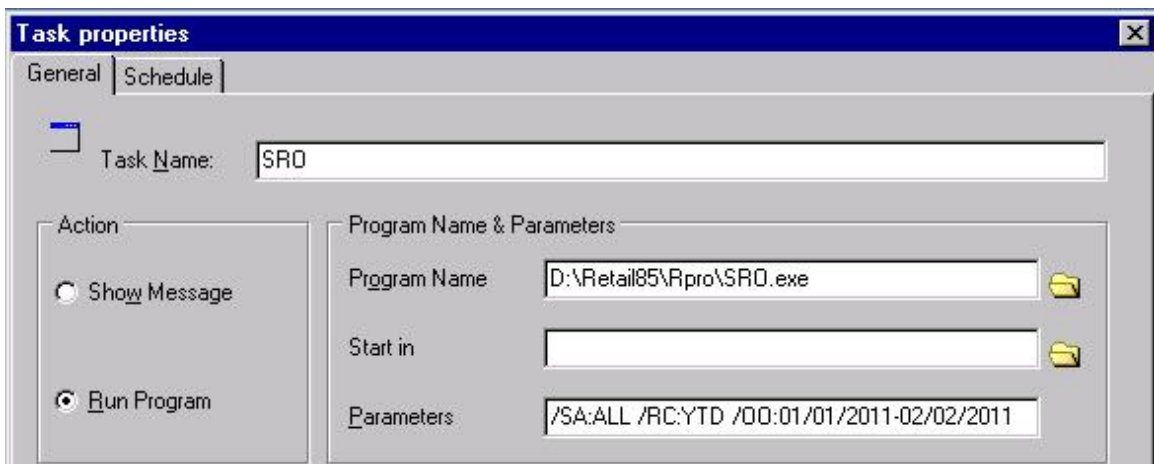 Task properties
General Schedule
Task Name: SRO
Action
Show Message
Run Program
Program Name & Parameters
Program Name D:\Retail85\Rpro\SRO.exe
Start in
Parameters /SA:ALL /RC:YTD /OO:01/01/2011-02/02/2011